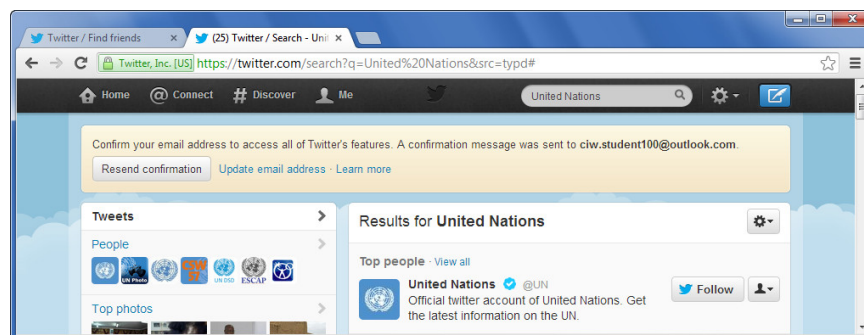 Twitter / Find friends
(25) Twitter / Search - Unit
Twitter, Inc. [US] https://twitter.com/search?q=United%20Nations&src=typd#
Home Connect Discover Me United Nations
Confirm your email address to access all of Twitter's features. A confirmation message was sent to ciw.student100@outlook.com.
Resend confirmation Update email address · Learn more
Tweets
People
UN Photo CSW 57 UN DSD ESCAP
Top photos
Results for United Nations
Top people · View all
United Nations @UN
Official twitter account of United Nations. Get
the latest information on the UN.
Follow